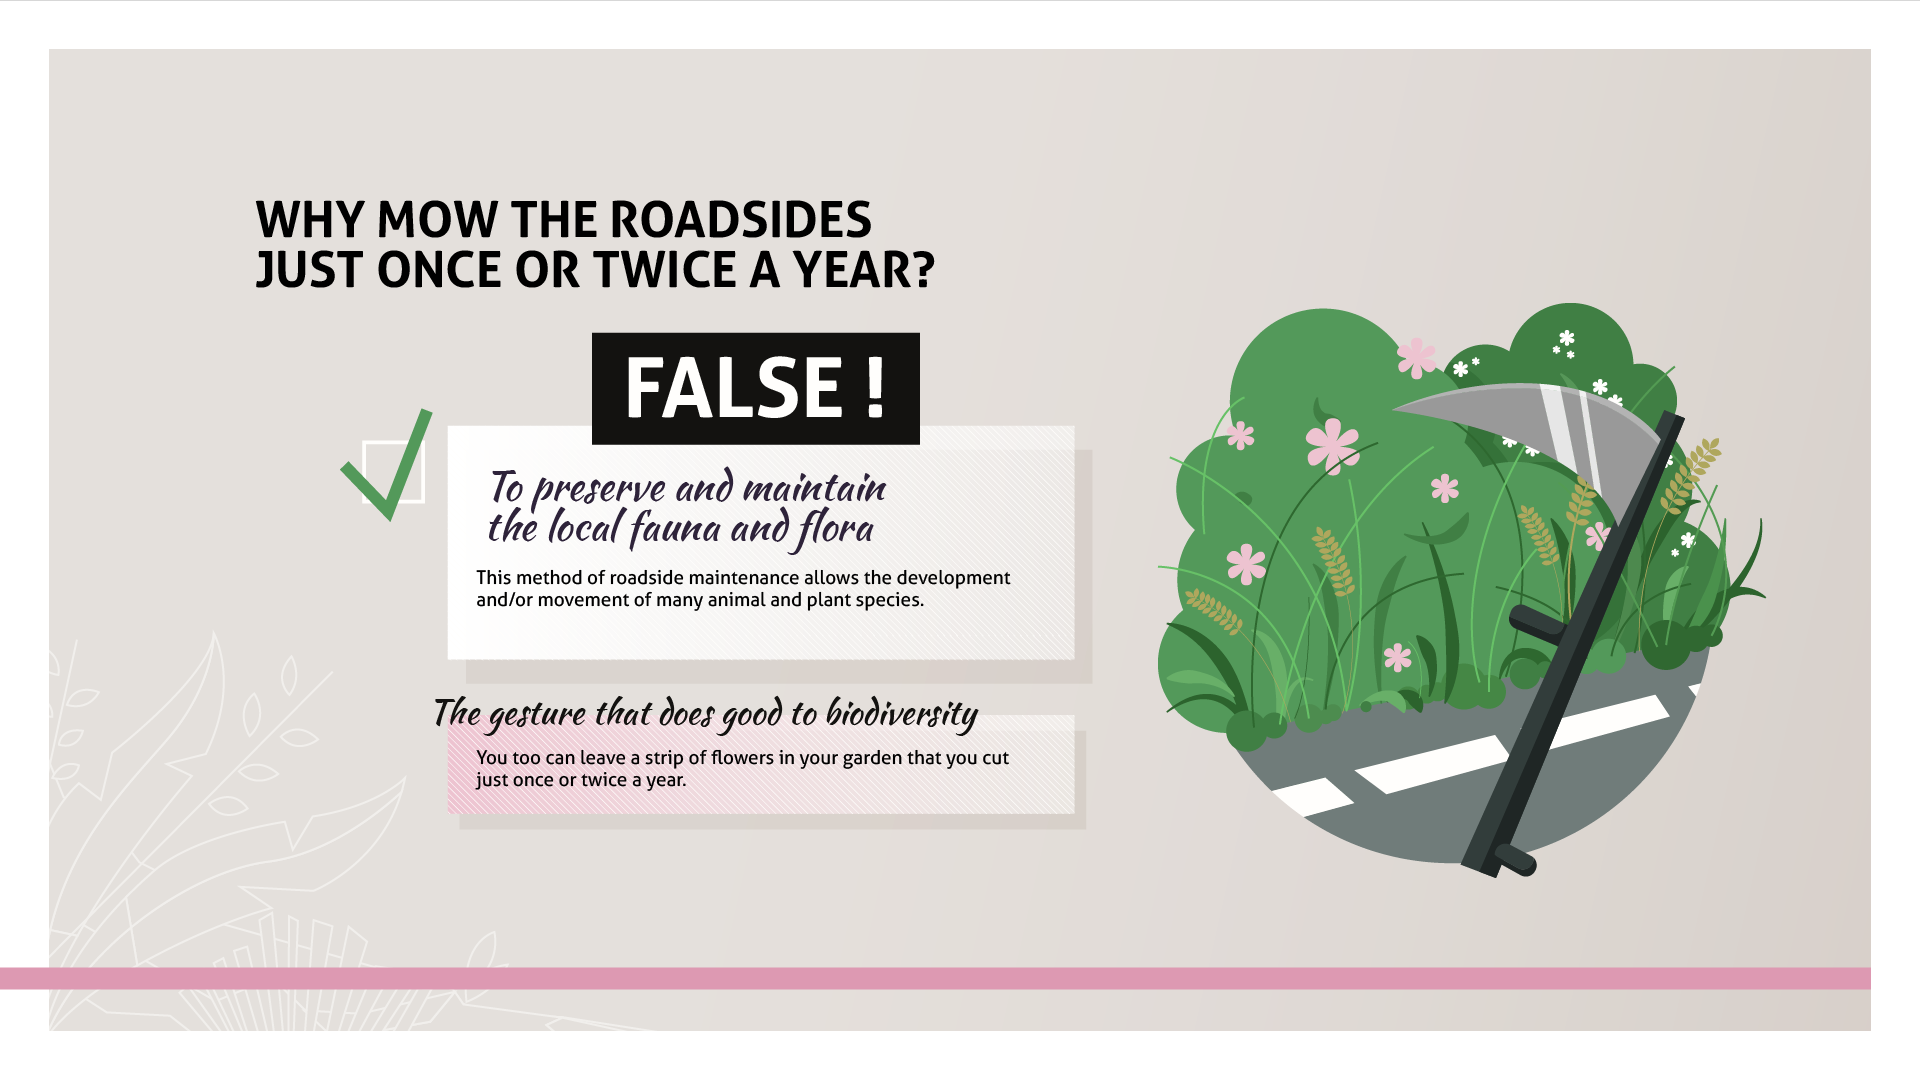 WHY MOW THE ROADSIDES
JUST ONCE OR TWICE A YEAR?
FALSE !
To preserve and maintain
the local fauna and flora
This method of roadside maintenance allows the development
and/or movement of many animal and plant species.
The gesture that does good to biodiversity
You too can leave a strip of flowers in your garden that you cut
just once or twice a year.